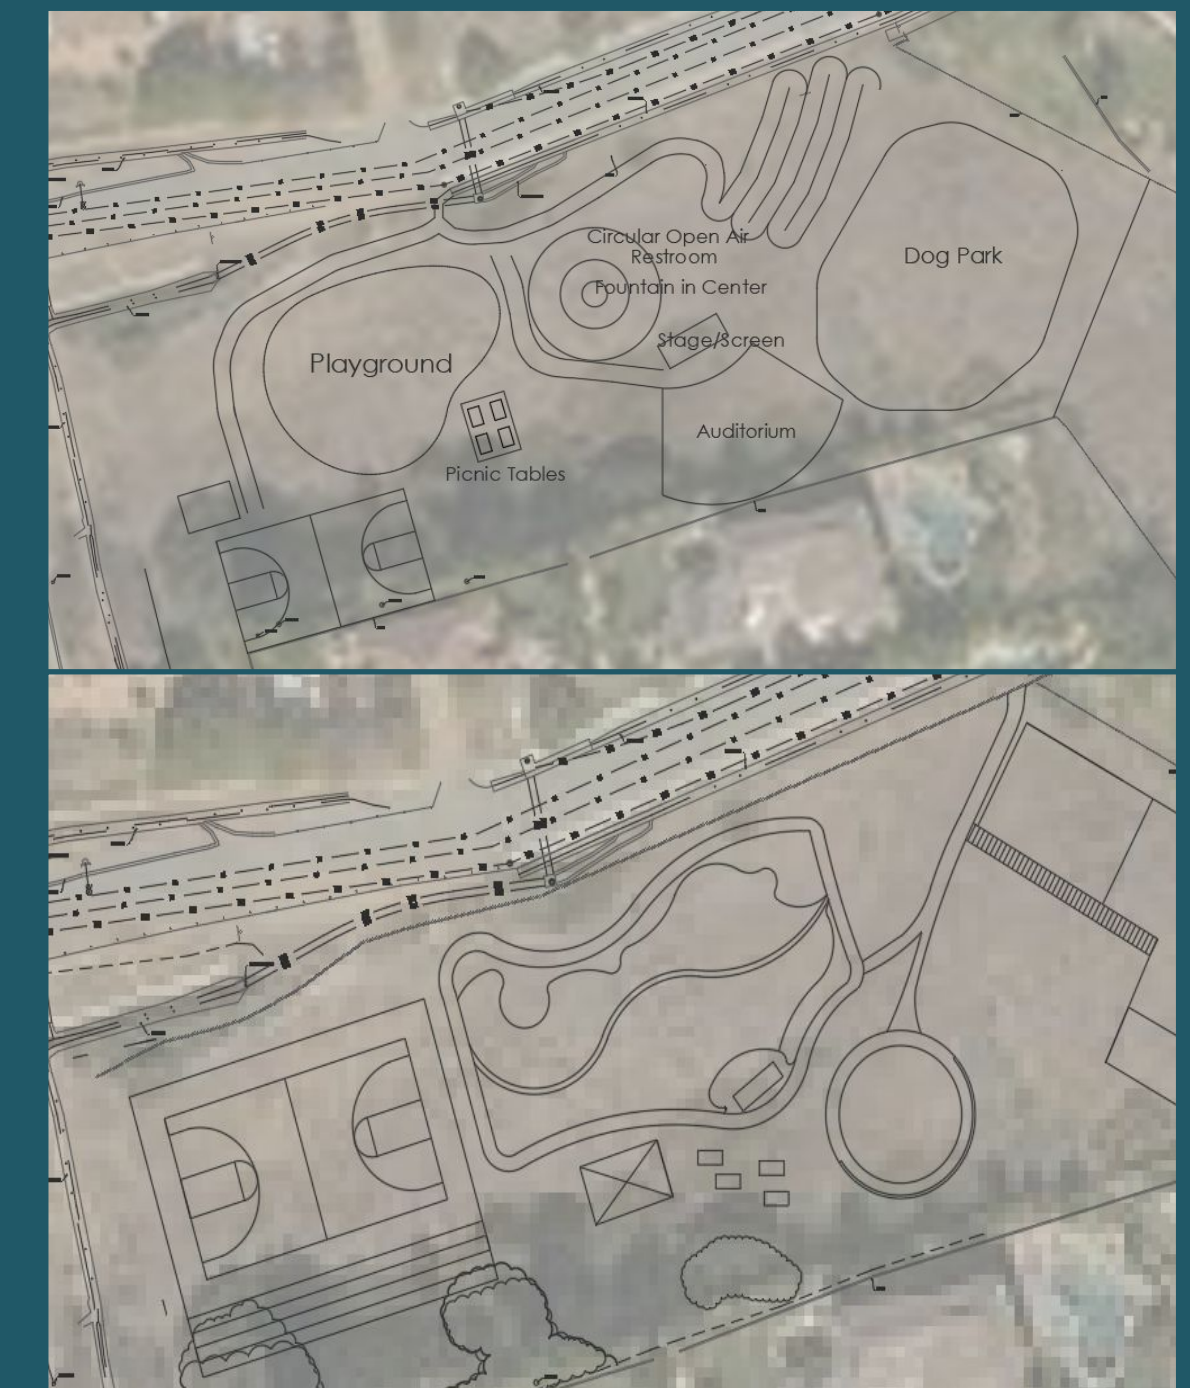 Circular Open Air
Restroom
Fountain in Center
Dog Park
Stage/Screen
Playground
Auditorium
Picnic Tables